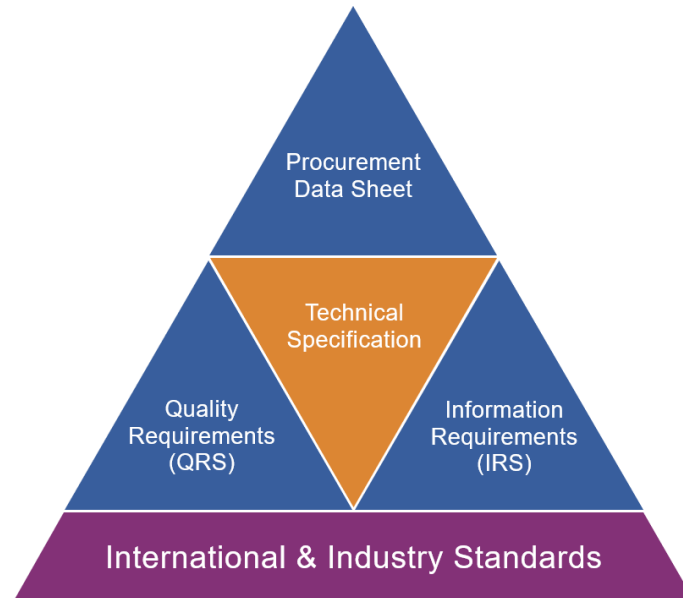 Procurement
Data Sheet
Technical
Specification
Quality
Requirements
(QRS)
Information
Requirements
(IRS)
International & Industry Standards